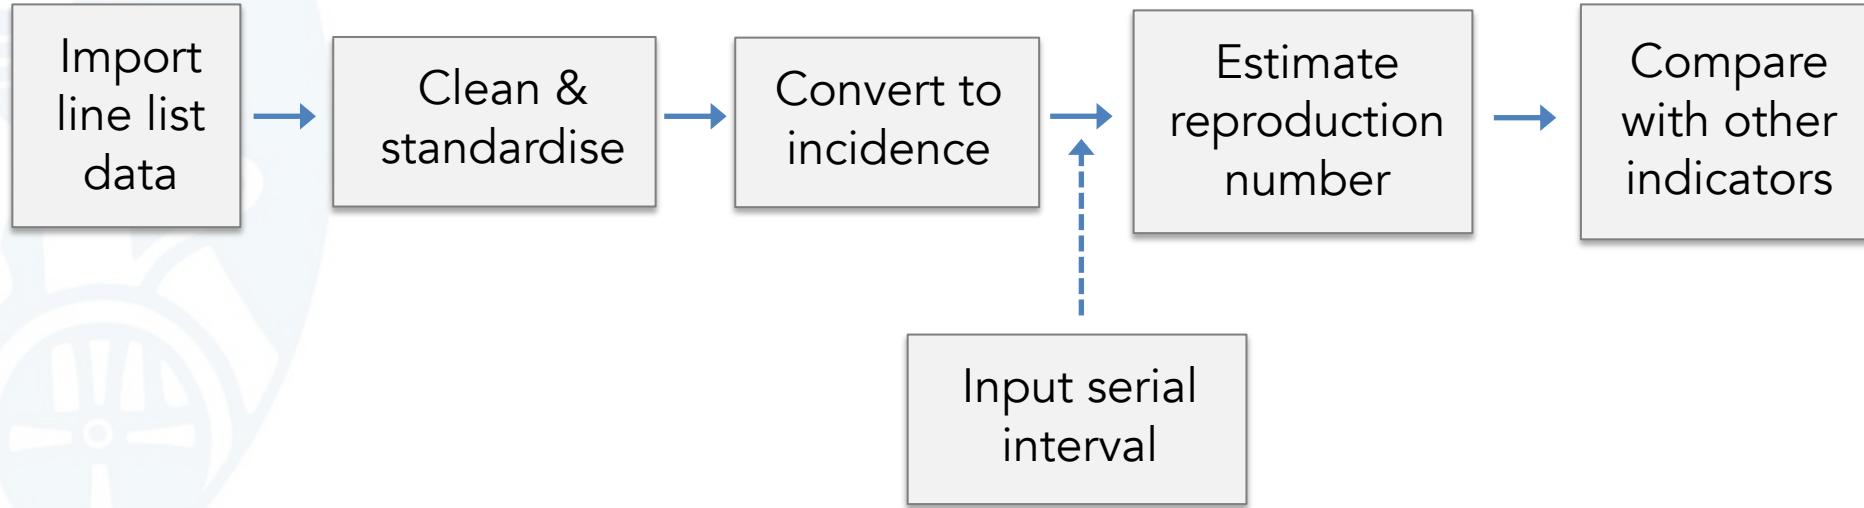 Import
line list
data
Clean &
standardise
Convert to
incidence
Estimate
reproduction
number
Compare
with other
indicators
Input serial
interval